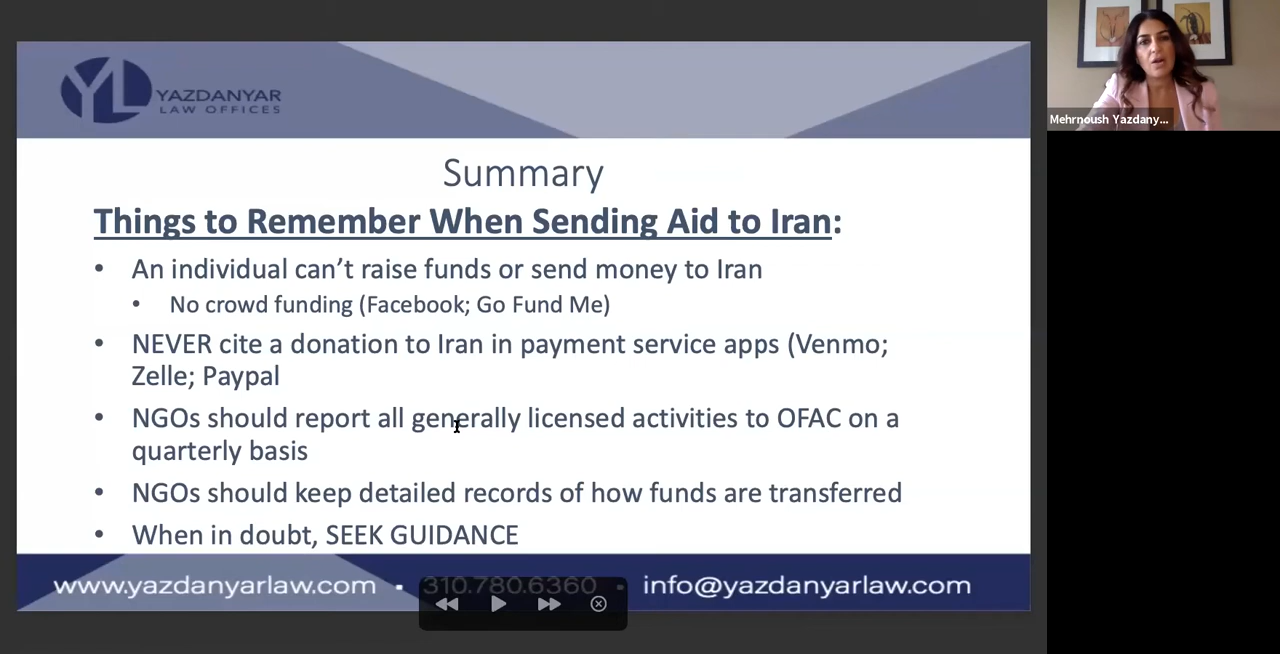 YL YAZDANYAR
LAW OFFICES
Summary
Things to Remember When Sending Aid to Iran:
• An individual can't raise funds or send money to Iran
• No crowd funding (Facebook; Go Fund Me)
• NEVER cite a donation to Iran in payment service apps (Venmo;
Zelle; Paypal
• NGOs should report all generally licensed activities to OFAC on a
quarterly basis
• NGOs should keep detailed records of how funds are transferred
• When in doubt, SEEK GUIDANCE
www.yazdanyarlaw.com • 310.780.6360 • info@yazdanyarlaw.com
Mehrnoush Yazdany...